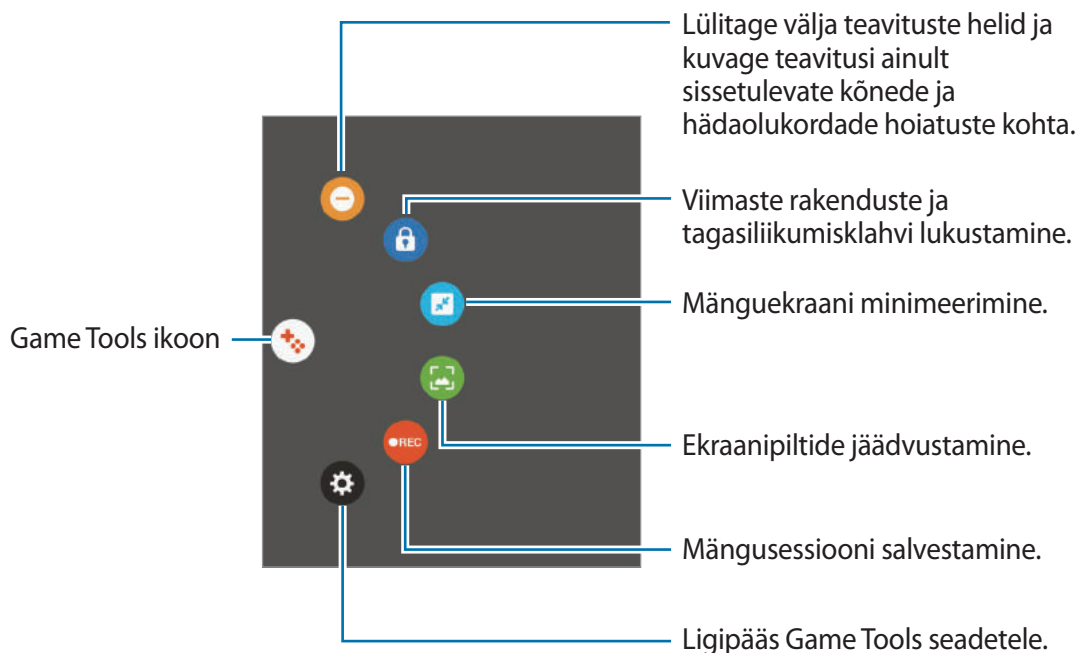 Lülitage välja teavituste helid ja
kuvage teavitusi ainult
sissetulevate kõnede ja
hädaolukordade hoiatuste kohta.
Viimaste rakenduste ja
tagasiliikumisklahvi lukustamine.
Mänguekraani minimeerimine.
Game Tools ikoon
Ekraanipiltide jäädvustamine.
REC
Mängusessiooni salvestamine.
Ligipääs Game Tools seadetele.